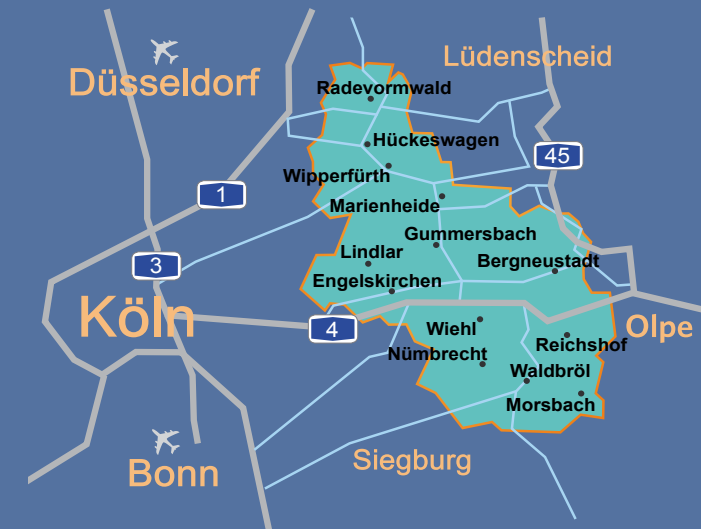 Lüdenscheid
Düsseldorf
Radevormwald
Hückeswagen
45
Wipperfürth
1
Marienheide
Gummersbach
Lindlar
Bergneustadt
3
Engelskirchen
Köln
4
Wiehl
Olpe
Reichshof
Nümbrecht
Waldbröl
Morsbach
Siegburg
Bonn